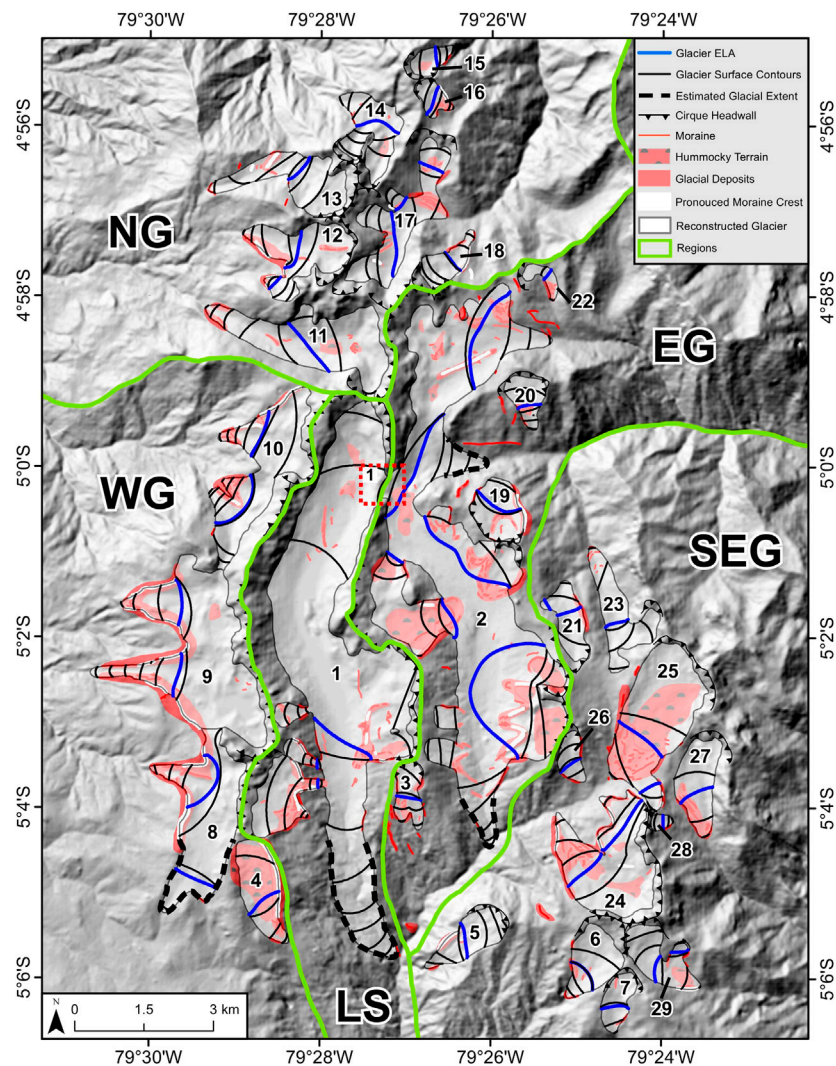 79°30'W 79°28'W 79°26'W 79°24'W
Glacier ELA
Glacier Surface Contours
Estimated Glacial Extent
Cirque Headwall
Moraine
Hummocky Terrain
Glacial Deposits
Pronouced Moraine Crest
Reconstructed Glacier
Regions
15
16
4°56'S 4°56'S
14
13
NG
17
12
18
4°58'S 4°58'S
22
11
EG
20
10
5°0'S 5°0'S
1
WG
19
SEG
23
2
21
5°2'S 5°2'S
9
1
25
26
27
3
5°4'S 5°4'S
8
28
4
24
5
6
5°6'S 5°6'S
7
29
N
0 1.5 3 km
LS
79°30'W 79°28'W 79°26'W 79°24'W